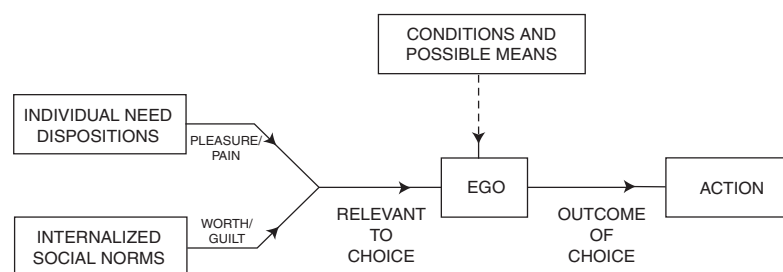 CONDITIONS AND
POSSIBLE MEANS
INDIVIDUAL NEED
DISPOSITIONS
PLEASURE/
PAIN
EGO
ACTION
WORTH/
GUILT
RELEVANT
TO
CHOICE
OUTCOME
OF
CHOICE
INTERNALIZED
SOCIAL NORMS